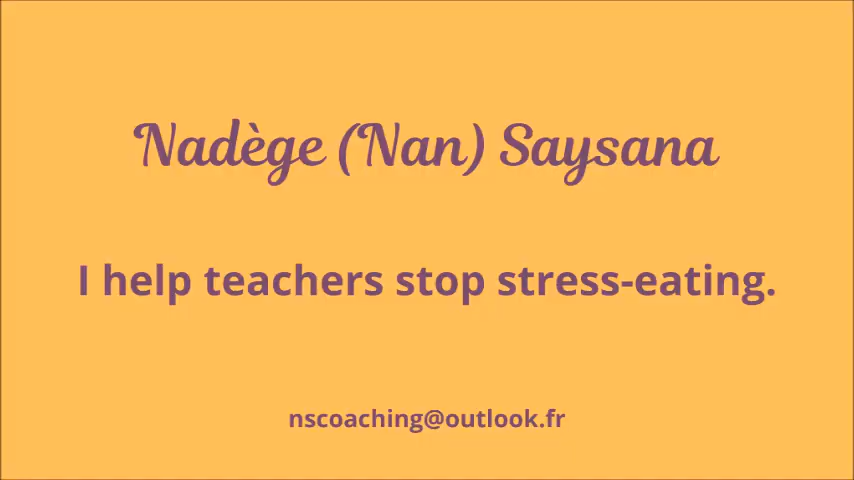 Nadège (Nan) Saysana
I help teachers stop stress-eating.
nscoaching@outlook.fr